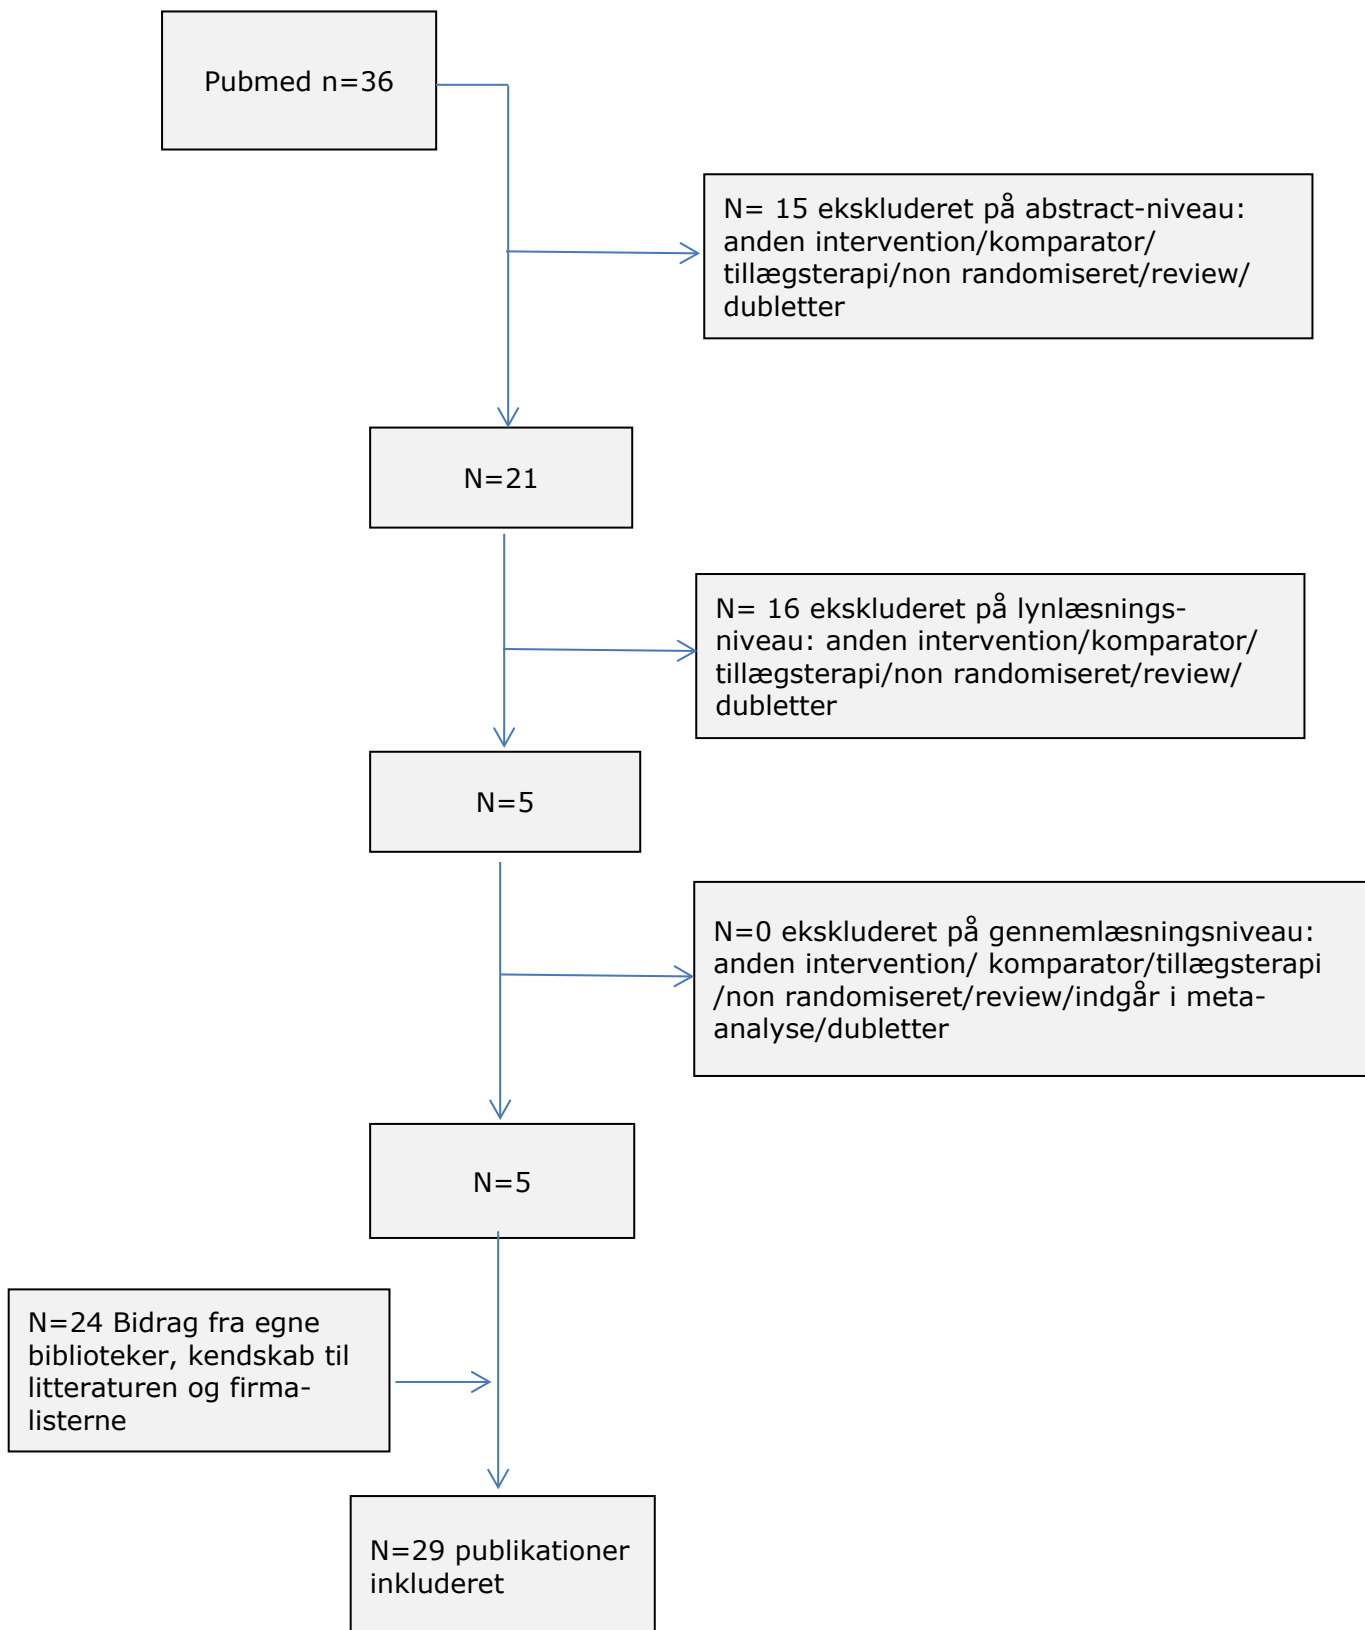 Pubmed n=36
N= 15 ekskluderet på abstract-niveau:
anden intervention/komparator/
tillægsterapi/non randomiseret/review/
dubletter
N=21
N= 16 ekskluderet på lynlæsnings-
niveau: anden intervention/komparator/
tillægsterapi/non randomiseret/review/
dubletter
N=5
N=0 ekskluderet på gennemlæsningsniveau:
anden intervention/ komparator/tillægsterapi
/non randomiseret/review/indgår i meta-
analyse/dubletter
N=5
N=24 Bidrag fra egne
biblioteker, kendskab til
litteraturen og firma-
listerne
N=29 publikationer
inkluderet